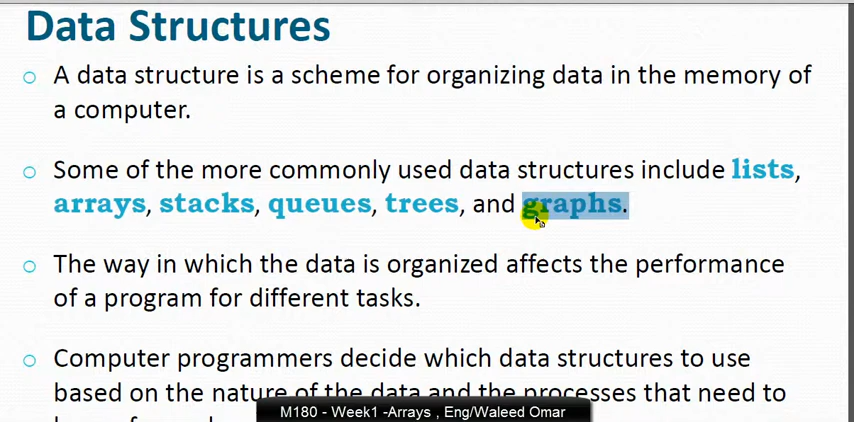 Data Structures
A data structure is a scheme for organizing data in the memory of
a computer.
Some of the more commonly used data structures include lists,
arrays, stacks, queues, trees, and graphs.
The way in which the data is organized affects the performance
of a program for different tasks.
Computer programmers decide which data structures to use
based on the nature of the data and the processes that need to
M180 - Week1 -Arrays , Eng/Waleed Omar